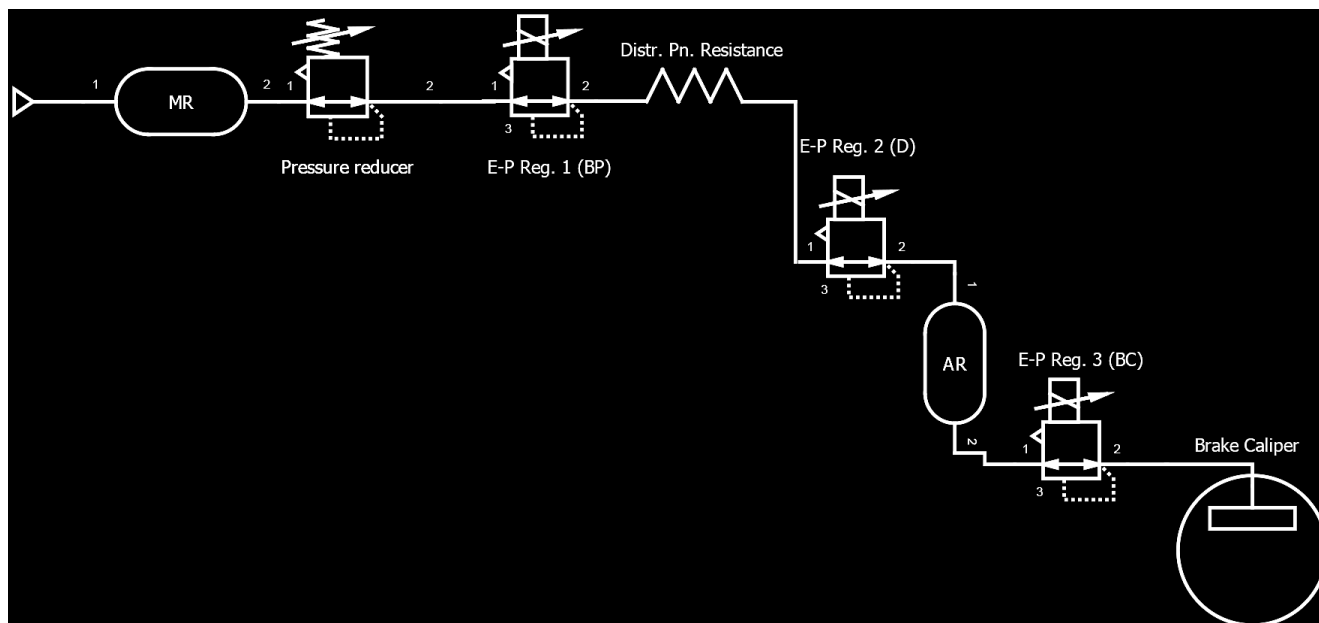 Distr. Pn. Resistance
1
MR
2
1
2
1
2
3
Pressure reducer
E-P Reg. 1 (BP)
E-P Reg. 2 (D)
1
2
3
1
AR
2
E-P Reg. 3 (BC)
1
2
3
Brake Caliper